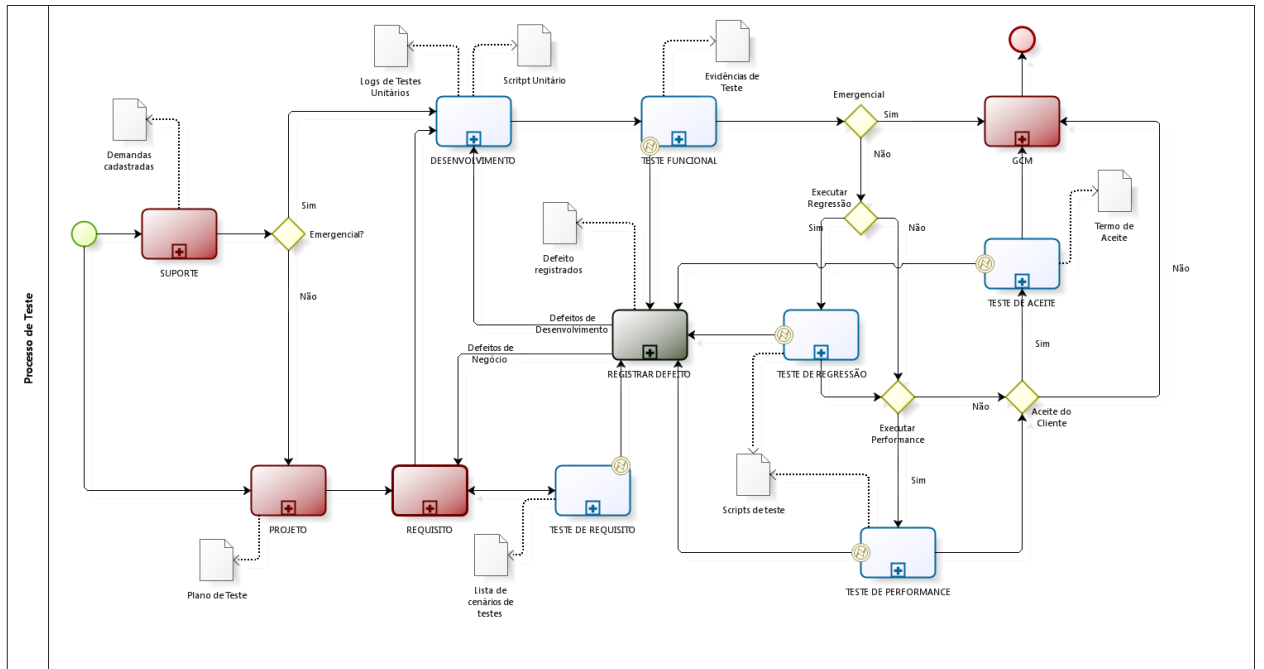 Processo de Teste
Logs de Testes
Unitários
Scritpt Unitário
Evidências de
Teste
Emergencial
Sim
Demandas
cadastradas
DESENVOLVIMENTO
TESTE FUNCIONAL
GCM
Não
Executar
Regressão
Sim
Não
Termo de
Aceite
Sim
Emergencial?
Defeito
registrados
SUPORTE
Não
Não
TESTE DE ACEITE
Defeitos de
Desenvolvimento
Defeitos de
Negócio
Sim
REGISTRAR DEFEITO
TESTE DE REGRESSÃO
Não
Aceite do
Cliente
Executar
Performance
Sim
Scripts de teste
PROJETO
REQUISITO
TESTE DE REQUISITO
Plano de Teste
Lista de
cenários de
testes
TESTE DE PERFORMANCE